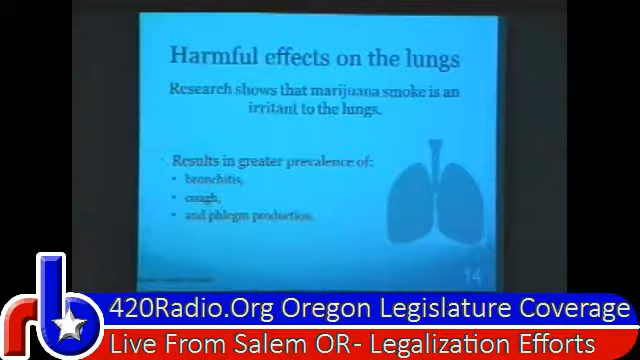 Harmful effects on the lungs
Research shows that marijuana smoke is an
irritant to the lungs.
Results in greater prevalence of:
bronchitis,
cough,
and phlegm production.
14
rb
420Radio.Org Oregon Legislature Coverage
Live From Salem OR- Legalization Efforts